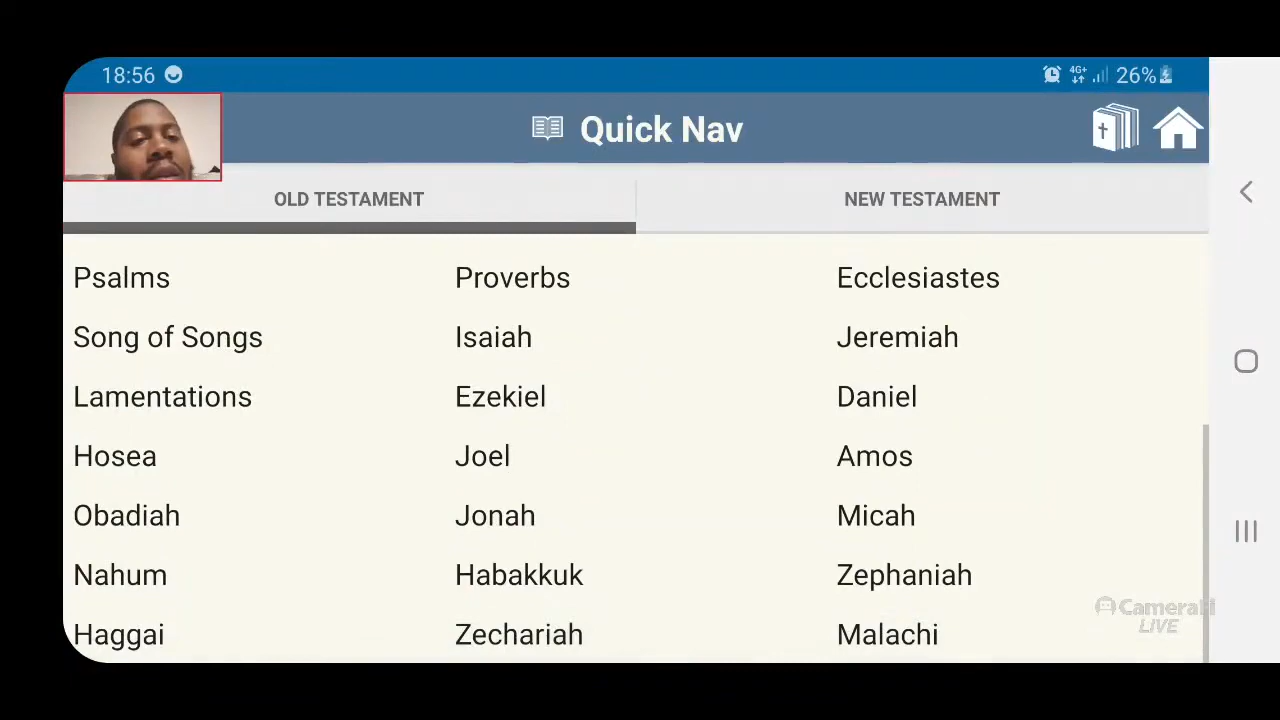 18:56 4G+ 26%
Quick Nav
OLD TESTAMENT NEW TESTAMENT
Psalms Proverbs Ecclesiastes
Song of Songs Isaiah Jeremiah
Lamentations Ezekiel Daniel
Hosea Joel Amos
Obadiah Jonah Micah
Nahum Habakkuk Zephaniah
Haggai Zechariah Malachi
CameraFi
LIVE